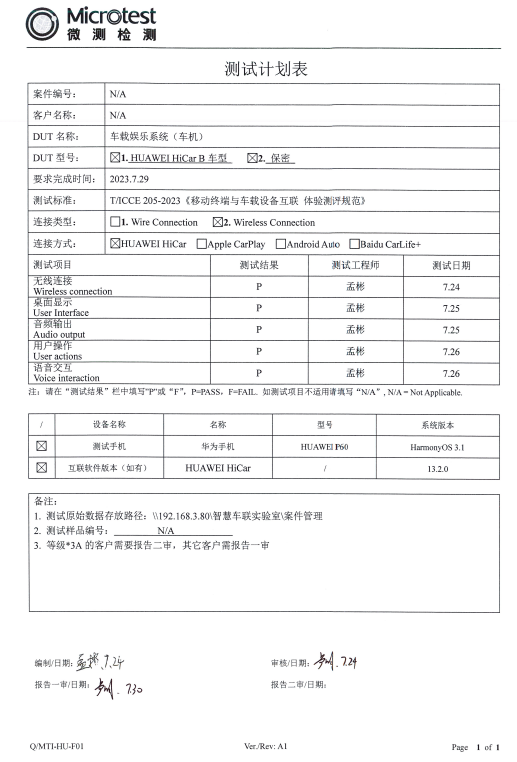 Microtest
微测检测
测试计划表
案件编号： N/A
客户名称： N/A
DUT 名称： 车载娱乐系统（车机）
DUT 型号： ☒1. HUAWEI HiCar B 车型 ☒2. 保密
要求完成时间： 2023.7.29
测试标准： T/ICCE 205-2023《移动终端与车载设备互联 体验测评规范》
连接类型： ☐1. Wire Connection ☒2. Wireless Connection
连接方式： ☒HUAWEI HiCar ☐Apple CarPlay ☐Android Auto ☐Baidu CarLife+
测试项目 测试结果 测试工程师 测试日期
无线连接
Wireless connection P 孟彬 7.24
桌面显示
User Interface P 孟彬 7.25
音频输出
Audio output P 孟彬 7.25
用户操作
User actions P 孟彬 7.26
语音交互
Voice interaction P 孟彬 7.26
注：请在“测试结果”栏中填写“P”或“F”，P=PASS，F=FAIL. 如测试项目不适用请填写“N/A”, N/A = Not Applicable.
/ 设备名称 名称 型号 系统版本
☒ 测试手机 华为手机 HUAWEI P60 HarmonyOS 3.1
☒ 互联软件版本（如有） HUAWEI HiCar / 13.2.0
备注：
1. 测试原始数据存放路径：\\192.168.3.80\智慧车联实验室\案件管理
2. 测试样品编号： N/A
3. 等级*3A 的客户需要报告二审，其它客户需报告一审
编制/日期: 孟彬 7.24 审核/日期: 7.24
报告一审/日期: 7.30 报告二审/日期:
Q/MTI-HU-F01 Ver./Rev: A1 Page 1 of 1